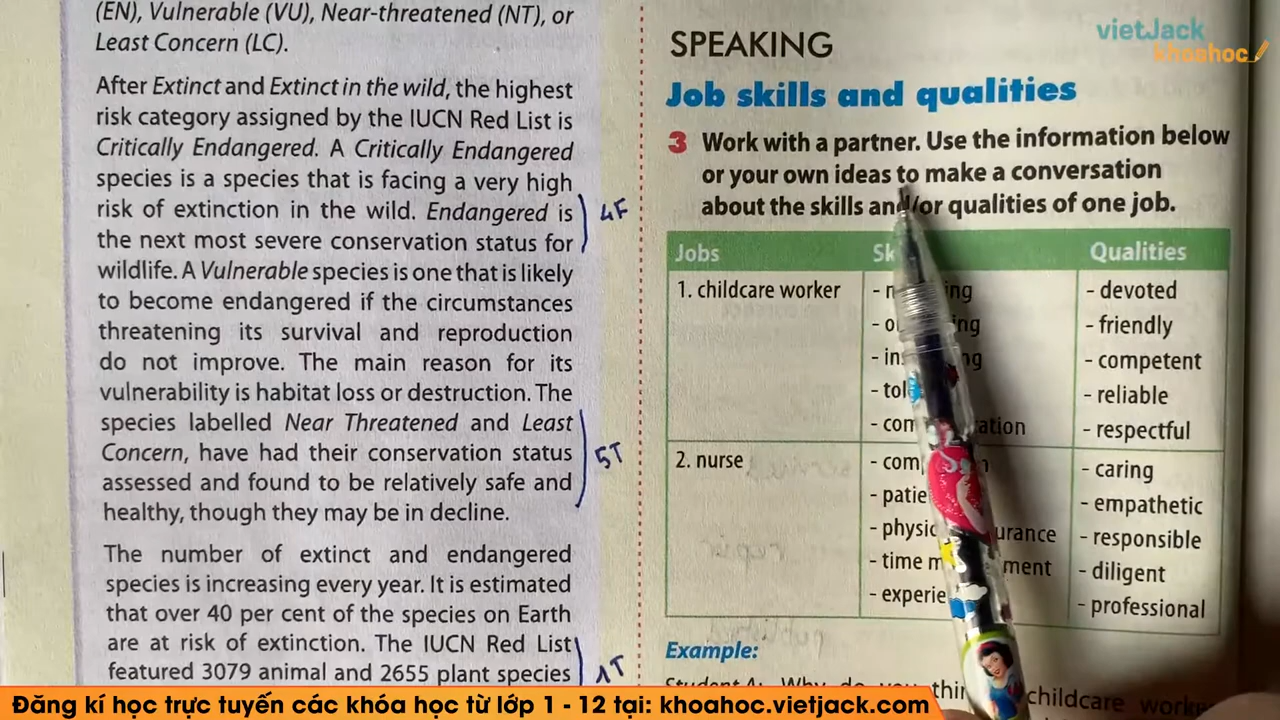 (EN), Vulnerable (VU), Near-threatened (NT), or
Least Concern (LC).
After Extinct and Extinct in the wild, the highest
risk category assigned by the IUCN Red List is
Critically Endangered. A Critically Endangered
species is a species that is facing a very high
risk of extinction in the wild. Endangered is
the next most severe conservation status for
wildlife. A Vulnerable species is one that is likely
to become endangered if the circumstances
threatening its survival and reproduction
do not improve. The main reason for its
vulnerability is habitat loss or destruction. The
species labelled Near Threatened and Least
Concern, have had their conservation status
assessed and found to be relatively safe and
healthy, though they may be in decline.
The number of extinct and endangered
species is increasing every year. It is estimated
that over 40 per cent of the species on Earth
are at risk of extinction. The IUCN Red List
featured 3079 animal and 2655 plant species
4F
5T
1T
vietJack
khoahoc
SPEAKING
Job skills and qualities
3 Work with a partner. Use the information below
or your own ideas to make a conversation
about the skills and/or qualities of one job.
Jobs Qualities
1. childcare worker
- devoted
- friendly
- competent
- reliable
- respectful
2. nurse
- physic
- time
- caring
- empathetic
- responsible
- diligent
- professional
Example:
childcare
Đăng kí học trực tuyến các khóa học từ lớp 1 - 12 tại: khoahoc.vietjack.com